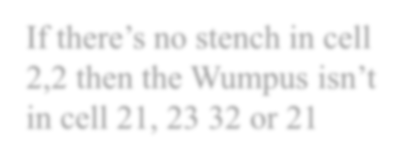 If there’s no stench in cell
2,2 then the Wumpus isn’t
in cell 21, 23 32 or 21